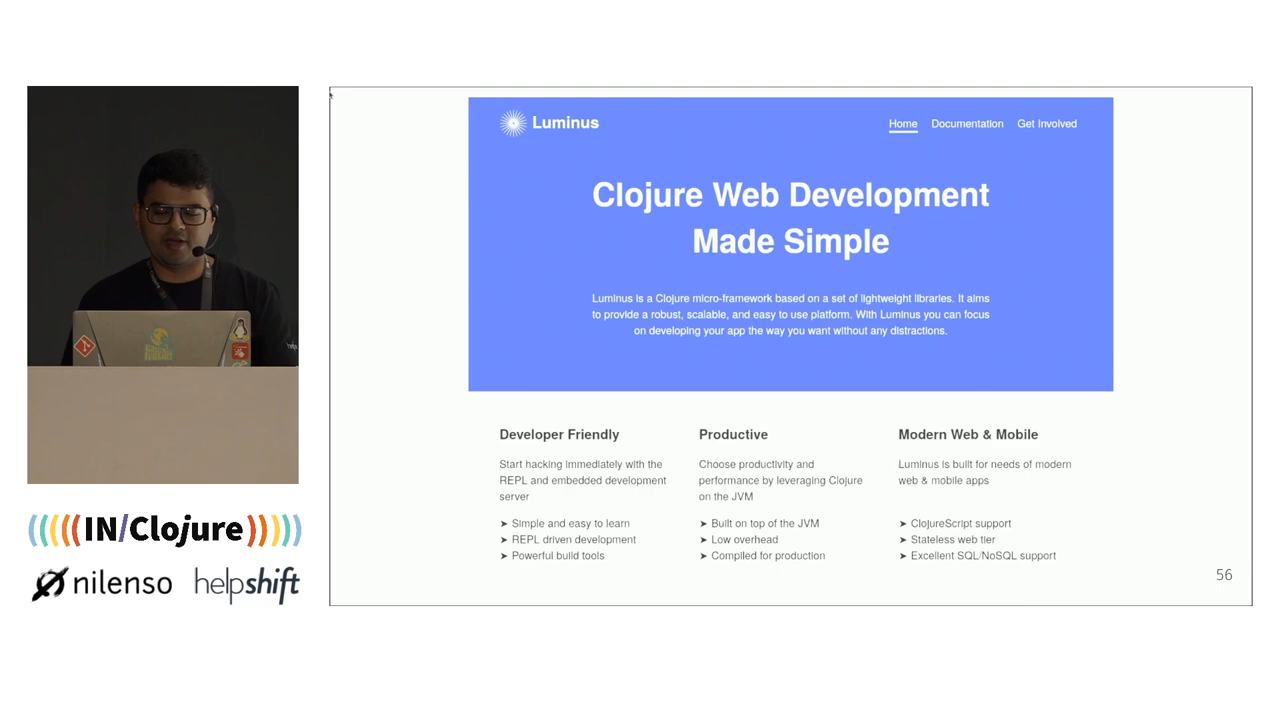 Luminus
Home Documentation Get Involved
Clojure Web Development
Made Simple
Luminus is a Clojure micro-framework based on a set of lightweight libraries. It aims
to provide a robust, scalable, and easy to use platform. With Luminus you can focus
on developing your app the way you want without any distractions.
Developer Friendly
Start hacking immediately with the
REPL and embedded development
server
➤ Simple and easy to learn
➤ REPL driven development
➤ Powerful build tools
Productive
Choose productivity and
performance by leveraging Clojure
on the JVM
➤ Built on top of the JVM
➤ Low overhead
➤ Compiled for production
Modern Web & Mobile
Luminus is built for needs of modern
web & mobile apps
➤ ClojureScript support
➤ Stateless web tier
➤ Excellent SQL/NoSQL support
56
(((((IN/Clojure)))))
nilenso helpshift